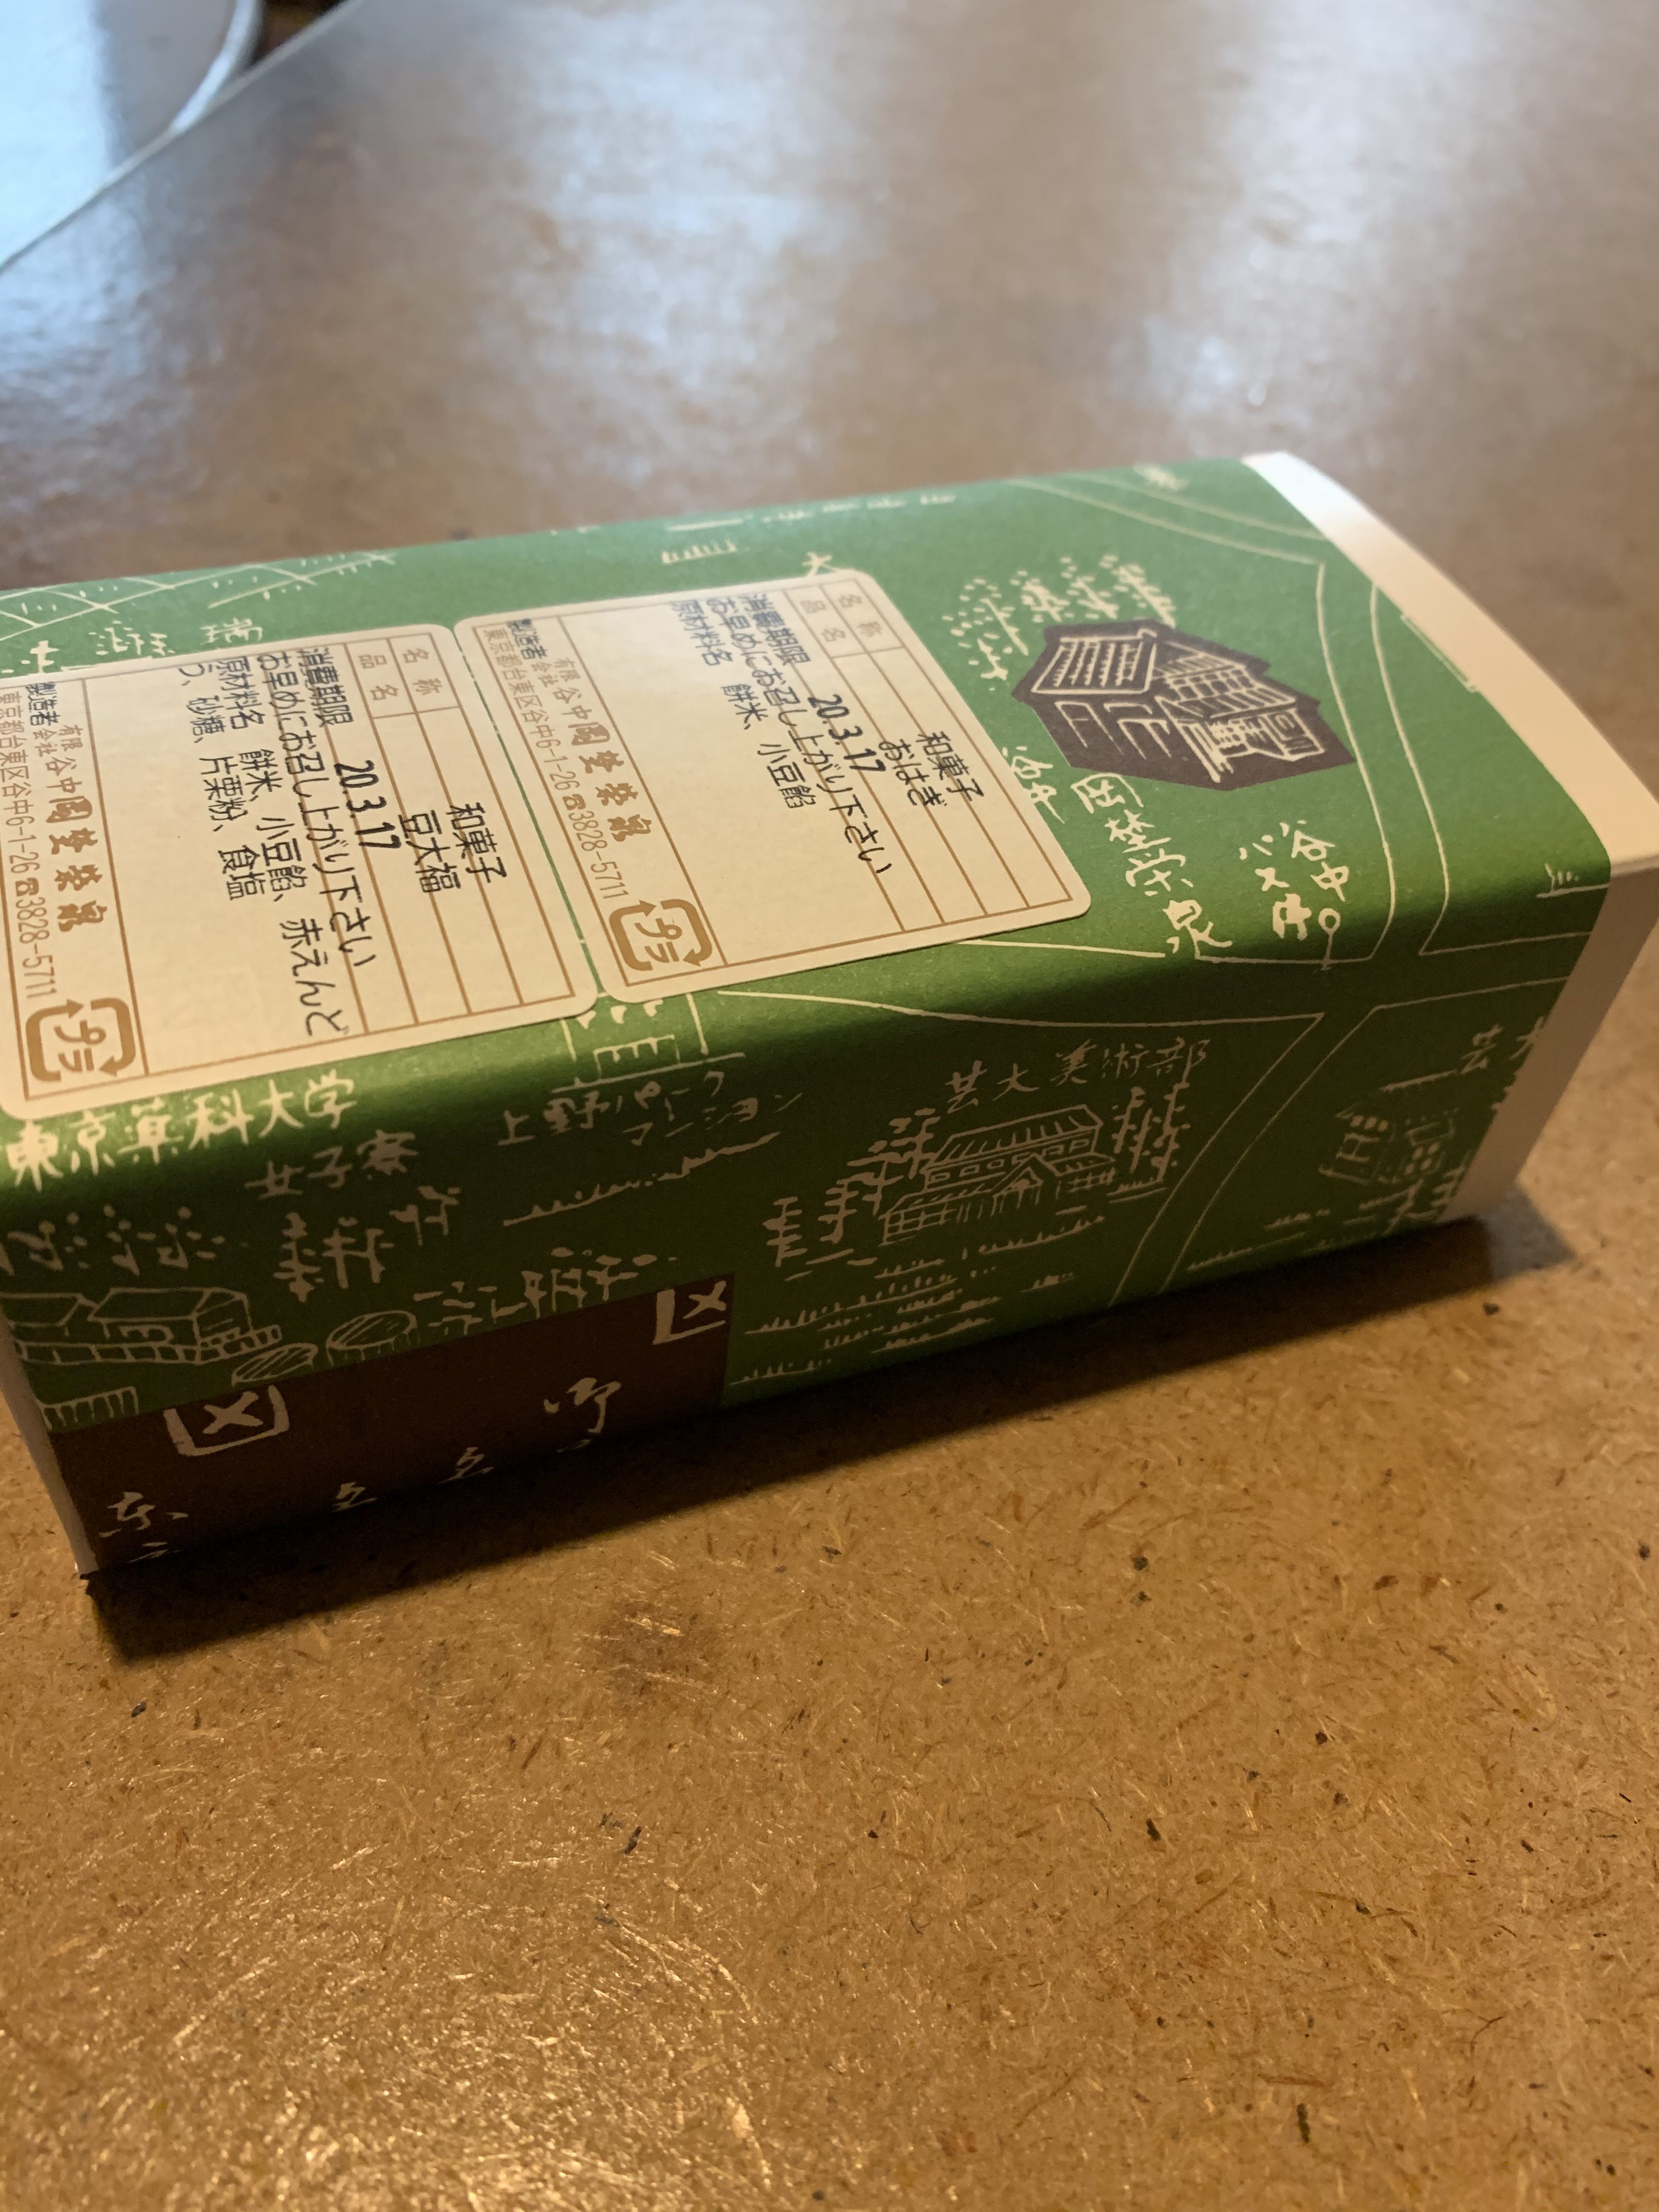 名称 和菓子
品名 おはぎ
消費期限 20.3.17
お早めにお召し上がり下さい
原材料名 餅米、小豆餡
製造者 有限会社 谷中岡埜栄泉
東京都台東区谷中6-1-26☎3828-5711
プラ
名称 和菓子
品名 豆大福
消費期限 20.3.17
お早めにお召し上がり下さい
原材料名 餅米、小豆餡、赤えんど
う、砂糖、片栗粉、食塩
製造者 有限会社 谷中岡埜栄泉
東京都台東区谷中6-1-26☎3828-5711
プラ
谷中
岡埜栄泉
谷中
芸大美術部
上野パーク
マンション
東京薬科大学
女子寮